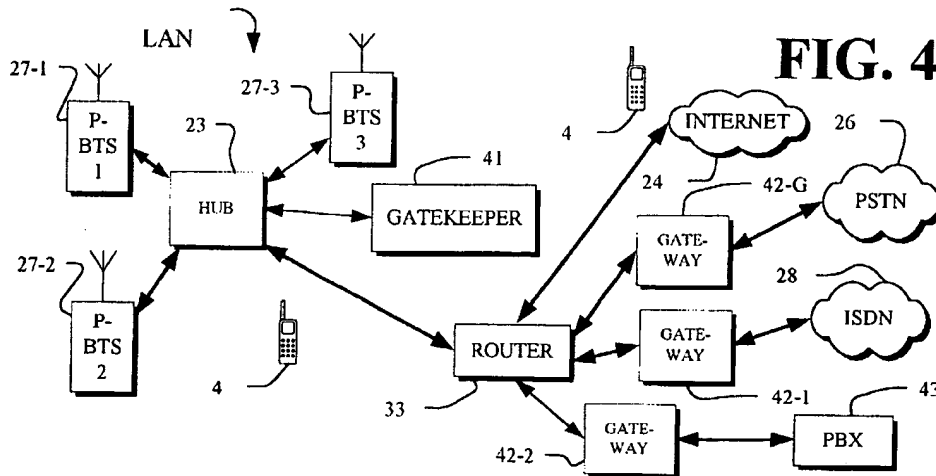 LAN
FIG. 4
27-1
P-
BTS
1
27-3
P-
BTS
3
23
HUB
41
GATEKEEPER
4
INTERNET
24
26
PSTN
42-G
GATE-
WAY
27-2
P-
BTS
2
4
28
ISDN
ROUTER
33
GATE-
WAY
42-1
GATE-
WAY
42-2
43
PBX